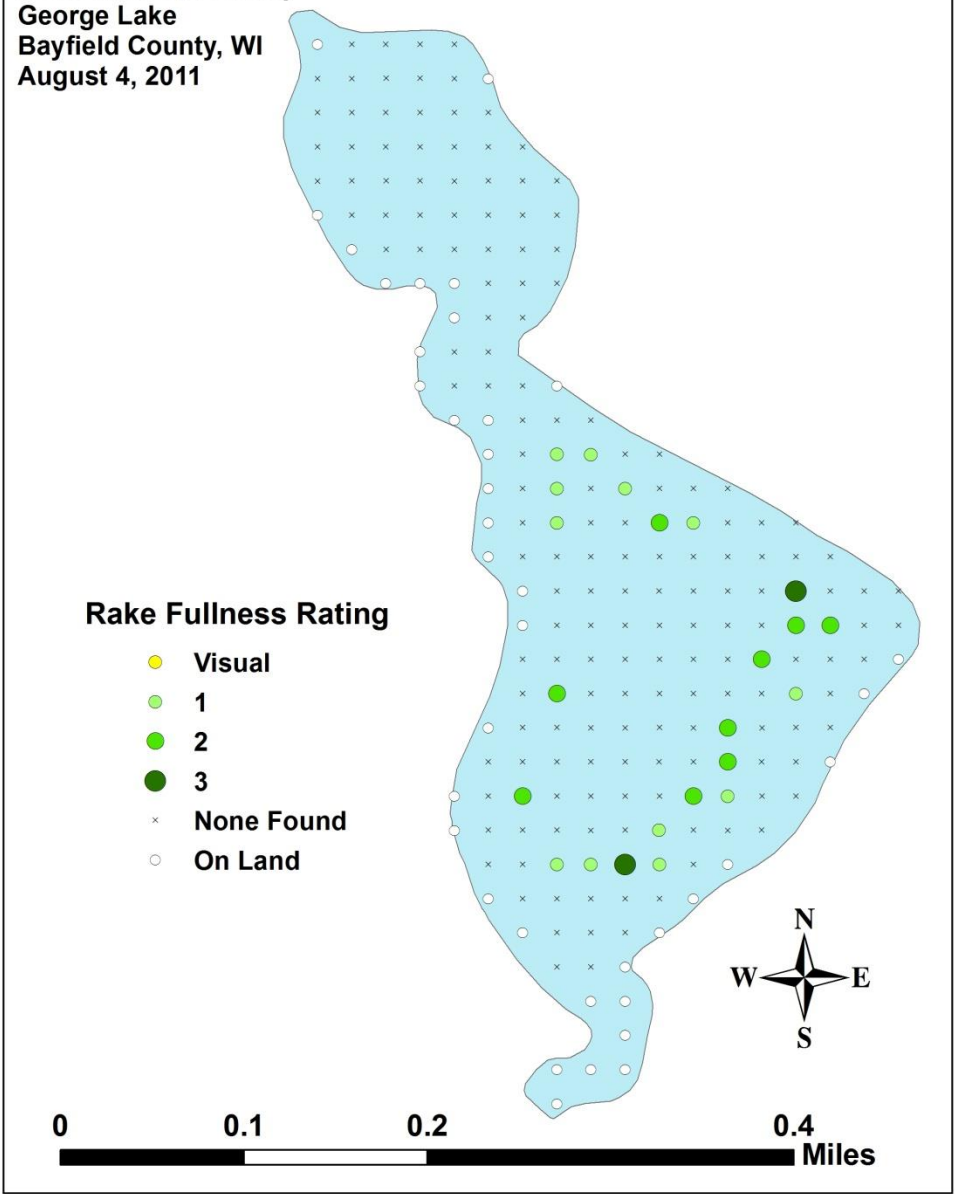 George Lake
Bayfield County, WI
August 4, 2011
Rake Fullness Rating
Visual
1
2
3
None Found
On Land
N
W E
S
0 0.1 0.2 0.4
Miles